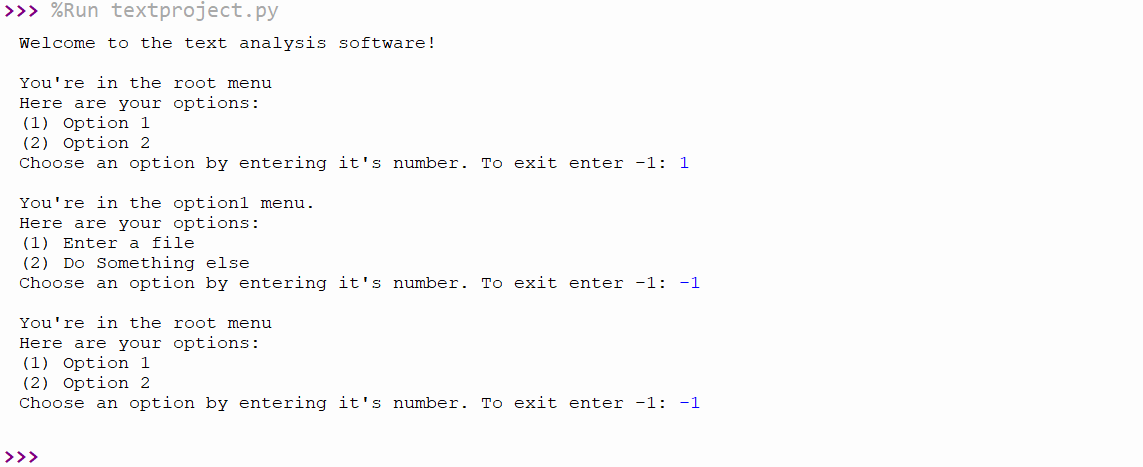 >>> %Run textproject.py
Welcome to the text analysis software!
You're in the root menu
Here are your options:
(1) Option 1
(2) Option 2
Choose an option by entering it's number. To exit enter -1: 1
You're in the option1 menu.
Here are your options:
(1) Enter a file
(2) Do Something else
Choose an option by entering it's number. To exit enter -1: -1
You're in the root menu
Here are your options:
(1) Option 1
(2) Option 2
Choose an option by entering it's number. To exit enter -1: -1
>>>